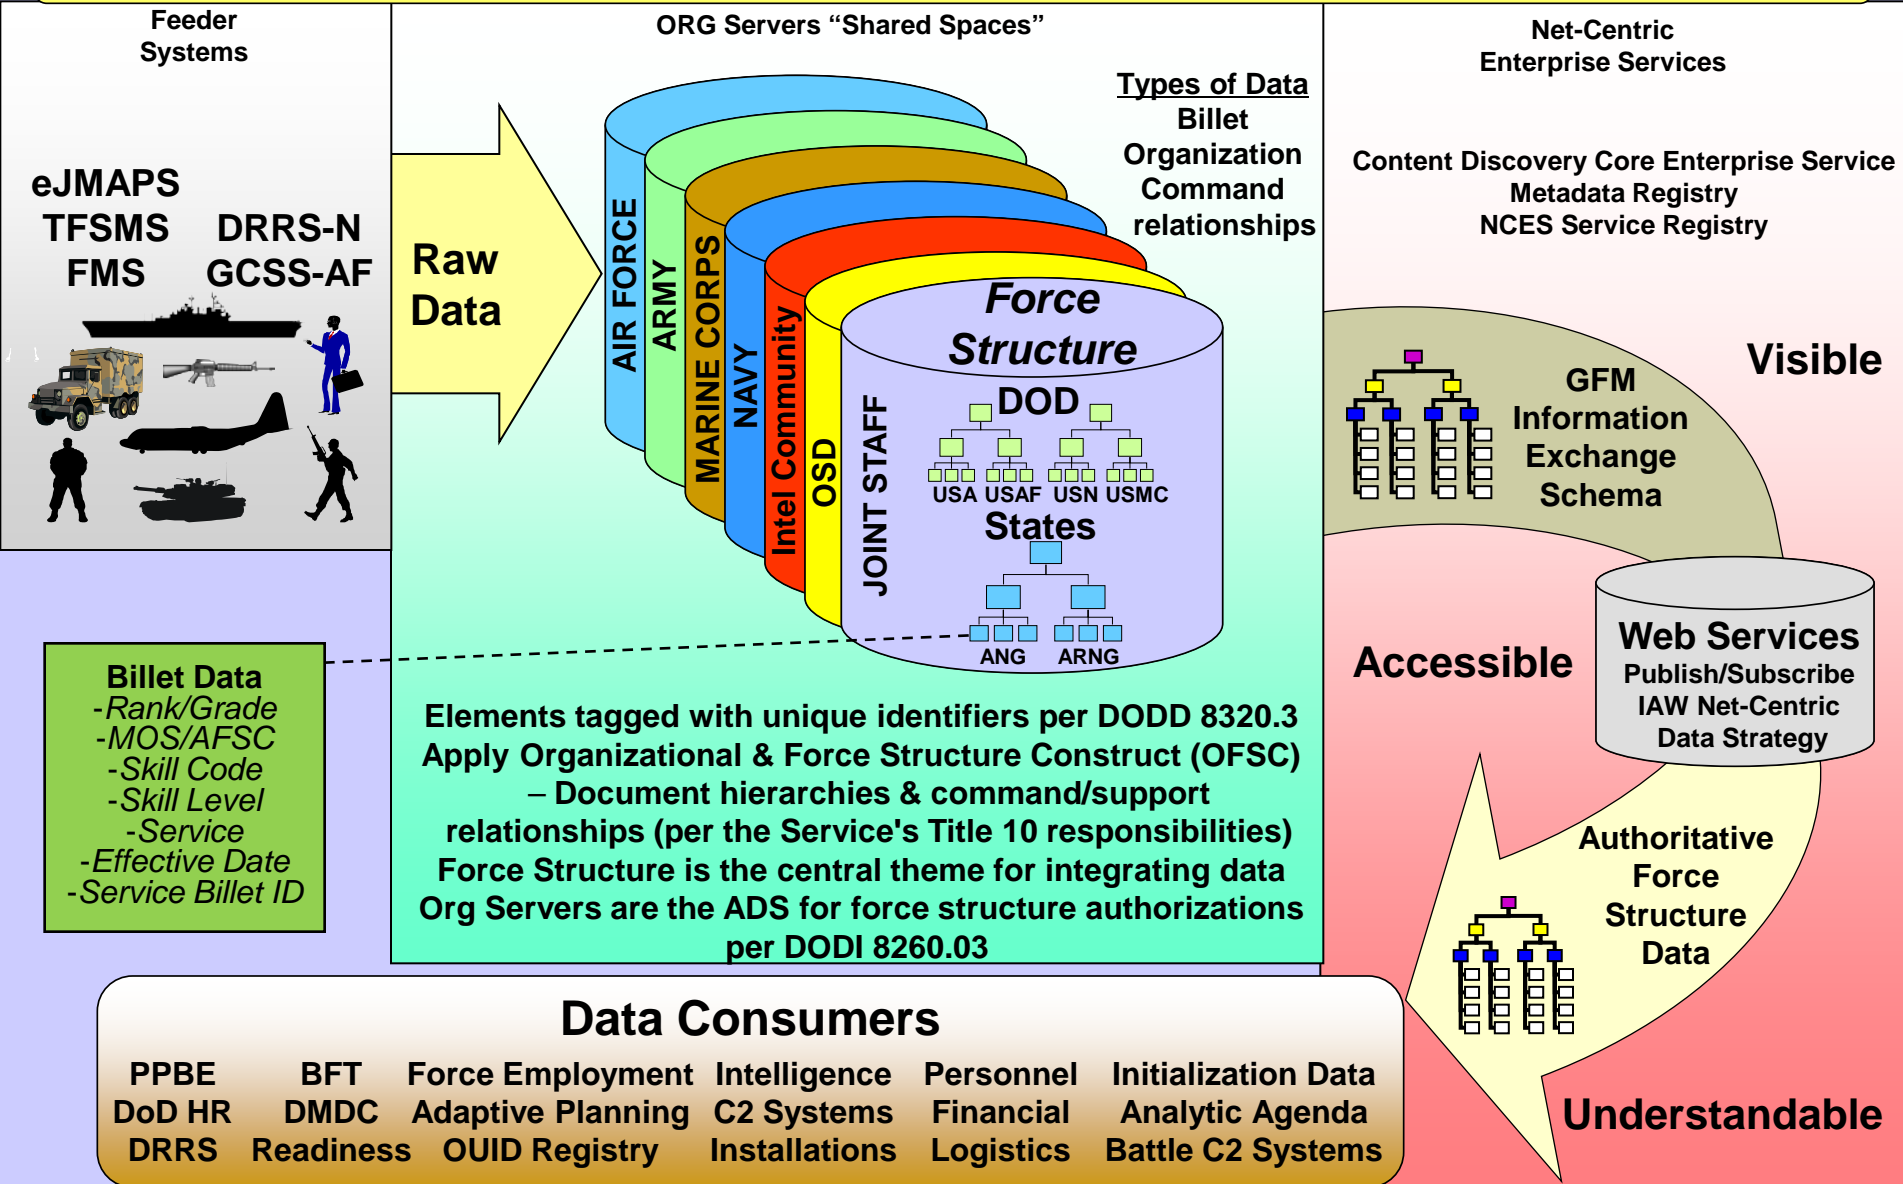 Feeder
Systems
eJMAPS
TFSMS
FMS
DRRS-N
GCSS-AF
Raw
Data
ORG Servers “Shared Spaces”
Types of Data
Billet
Organization
Command
relationships
AIR FORCE
ARMY
MARINE CORPS
NAVY
Intel Community
OSD
JOINT STAFF
Force
Structure
DOD
USA USAF USN USMC
States
ANG ARNG
Elements tagged with unique identifiers per DODD 8320.3
Apply Organizational & Force Structure Construct (OFSC)
– Document hierarchies & command/support
relationships (per the Service's Title 10 responsibilities)
Force Structure is the central theme for integrating data
Org Servers are the ADS for force structure authorizations
per DODI 8260.03
Billet Data
-Rank/Grade
-MOS/AFSC
-Skill Code
-Skill Level
-Service
-Effective Date
-Service Billet ID
Net-Centric
Enterprise Services
Content Discovery Core Enterprise Service
Metadata Registry
NCES Service Registry
Visible
GFM
Information
Exchange
Schema
Accessible
Web Services
Publish/Subscribe
IAW Net-Centric
Data Strategy
Authoritative
Force
Structure
Data
Understandable
Data Consumers
PPBE BFT Force Employment Intelligence Personnel Initialization Data
DoD HR DMDC Adaptive Planning C2 Systems Financial Analytic Agenda
DRRS Readiness OUID Registry Installations Logistics Battle C2 Systems